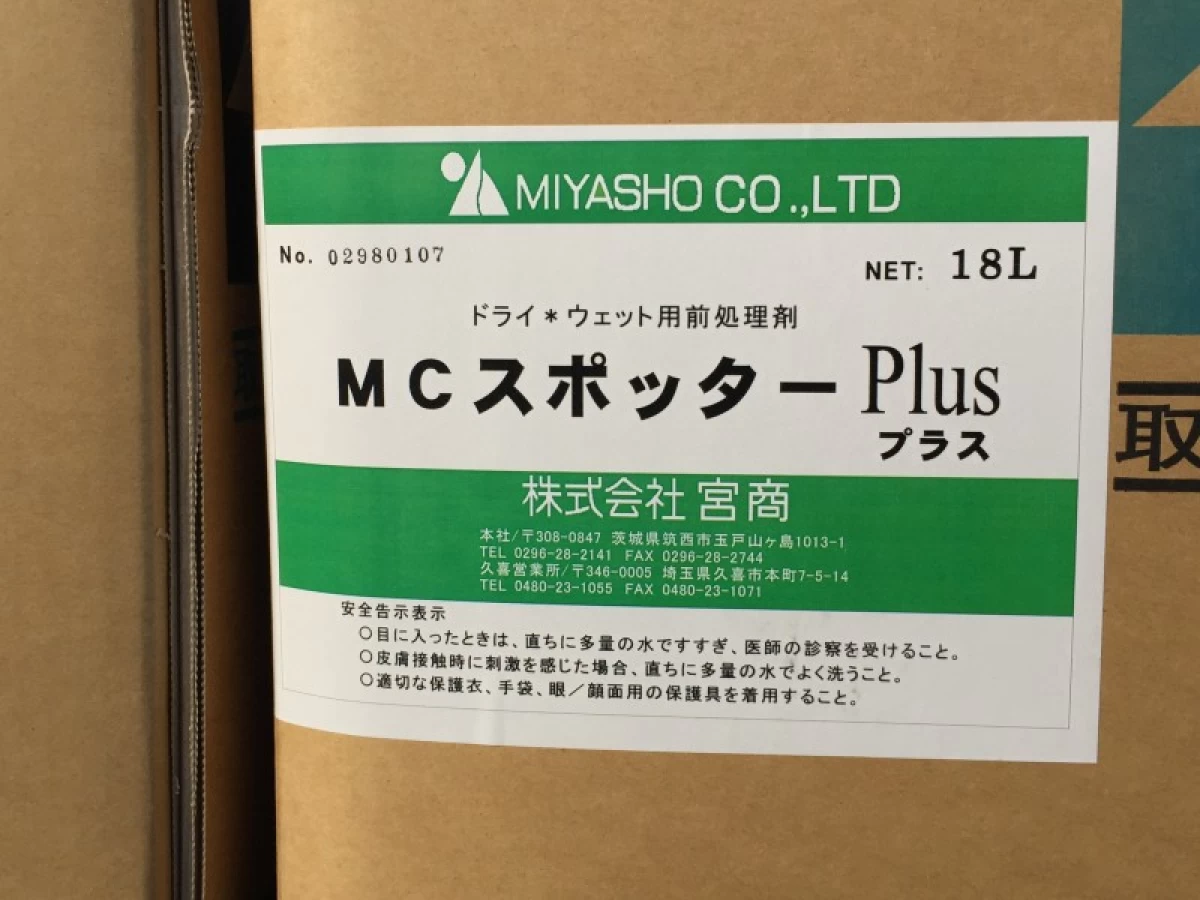 MIYASHO CO.,LTD
No. 02980107
NET: 18L
ドライ*ウェット用前処理剤
MCスポッターPlus
プラス
株式会社 宮商
本社/〒308-0847 茨城県筑西市玉戸山ヶ島1013-1
TEL 0296-28-2141 FAX 0296-28-2744
久喜営業所/〒346-0005 埼玉県久喜市本町7-5-14
TEL 0480-23-1055 FAX 0480-23-1071
安全告示表示
○目に入ったときは、直ちに多量の水ですすぎ、医師の診察を受けること。
○皮膚接触時に刺激を感じた場合、直ちに多量の水でよく洗うこと。
○適切な保護衣、手袋、眼/顔面用の保護具を着用すること。
取